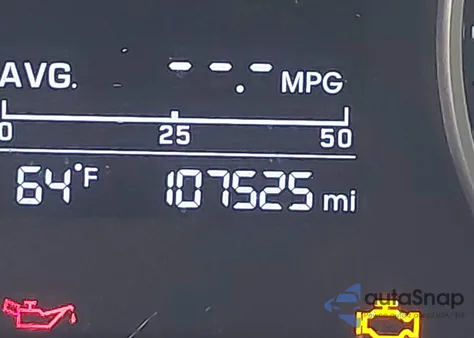 AVG. --.- MPG
0 25 50
64°F 107525 mi
autoSnap